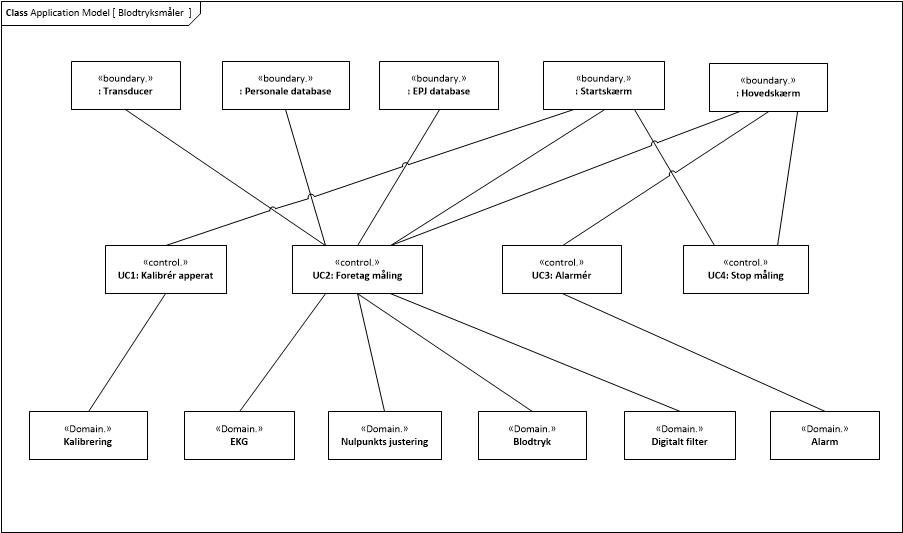 Class Application Model [ Blodtryksmåler ]
«boundary.»
: Transducer
«boundary.»
: Personale database
«boundary.»
: EPJ database
«boundary.»
: Startskærm
«boundary.»
: Hovedskærm
«control.»
UC1: Kalibrér apperat
«control.»
UC2: Foretag måling
«control.»
UC3: Alarmér
«control.»
UC4: Stop måling
«Domain.»
Kalibrering
«Domain.»
EKG
«Domain.»
Nulpunkts justering
«Domain.»
Blodtryk
«Domain.»
Digitalt filter
«Domain.»
Alarm